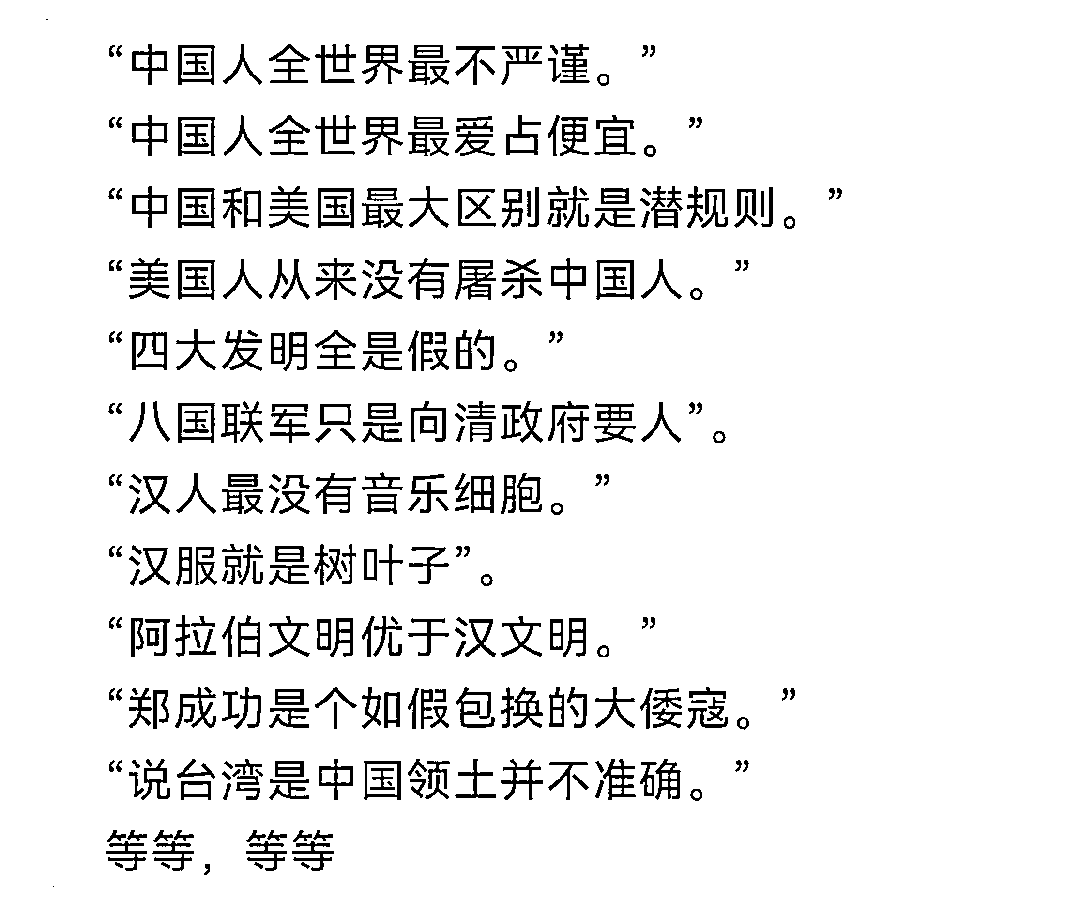 “中国人全世界最不严谨。”
“中国人全世界最爱占便宜。”
“中国和美国最大区别就是潜规则。”
“美国人从来没有屠杀中国人。”
“四大发明全是假的。”
“八国联军只是向清政府要人”。
“汉人最没有音乐细胞。”
“汉服就是树叶子”。
“阿拉伯文明优于汉文明。”
“郑成功是个如假包换的大倭寇。”
“说台湾是中国领土并不准确。”
等等，等等